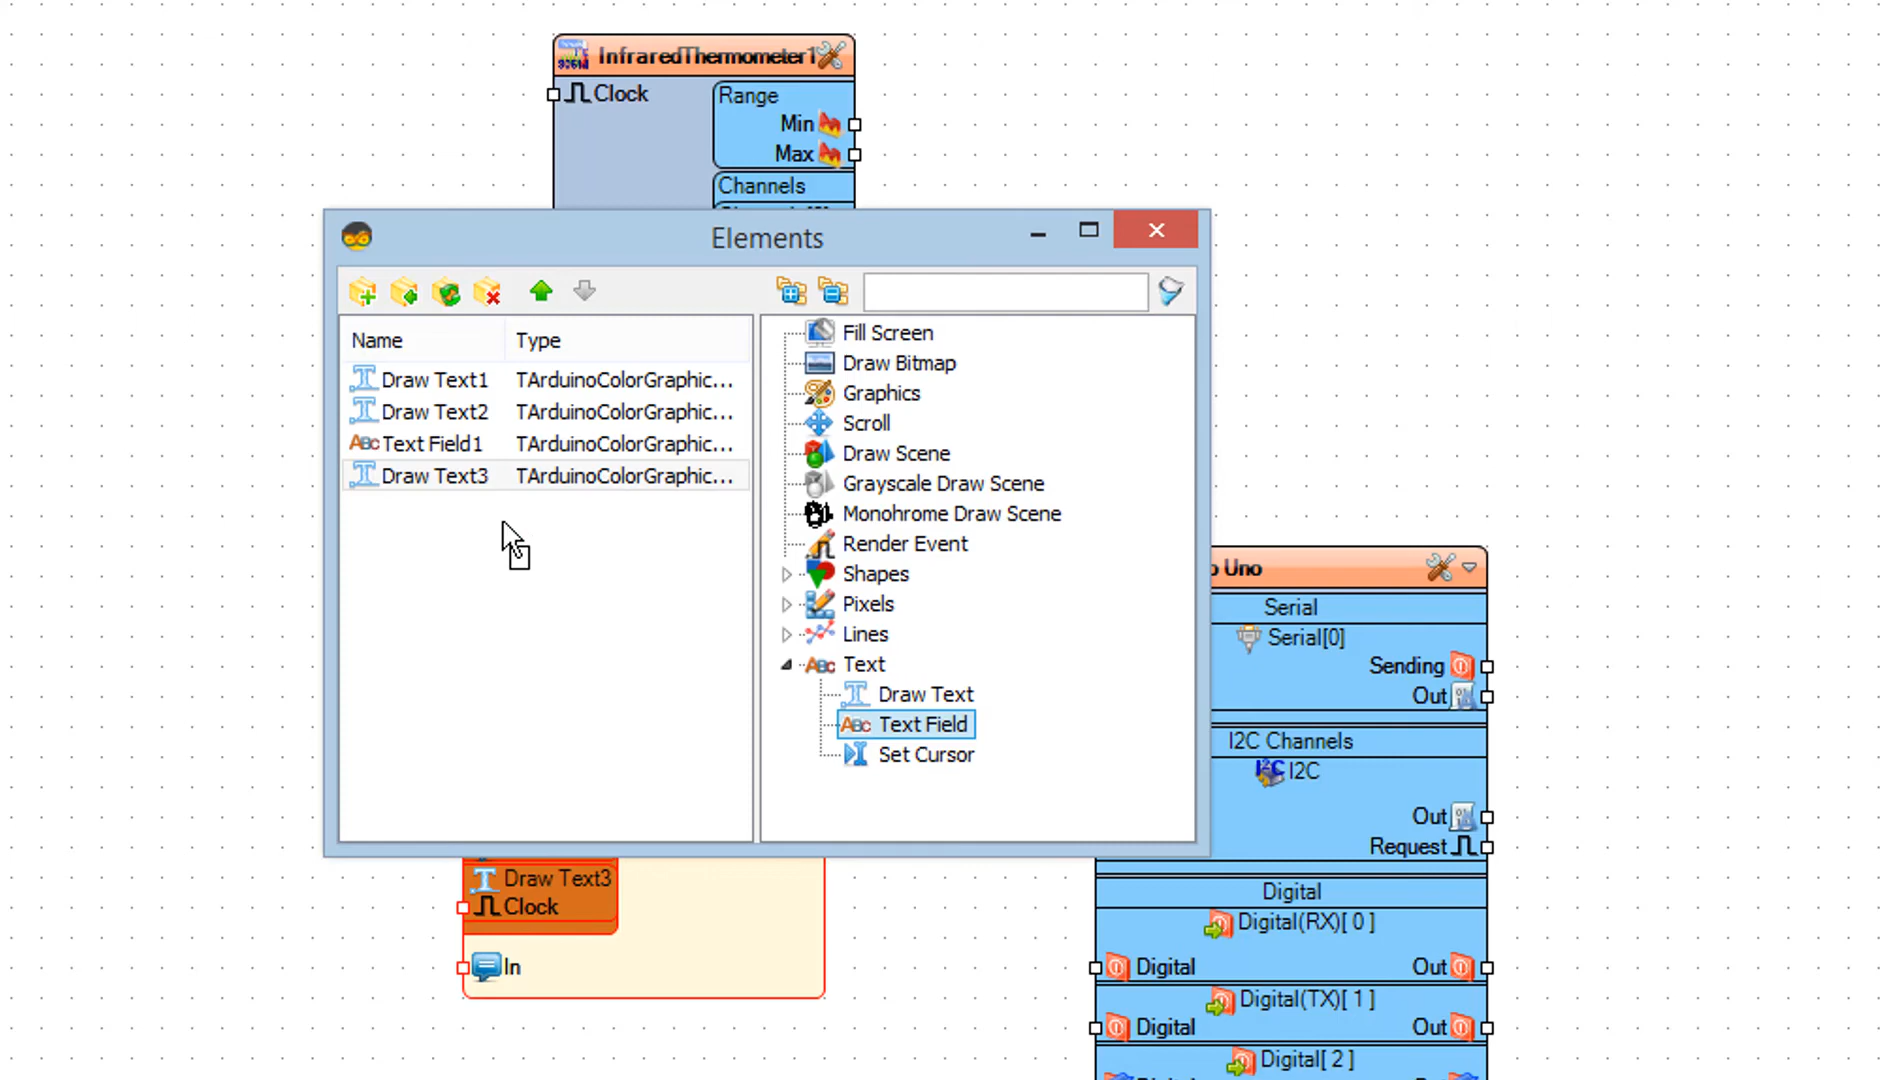 InfraredThermometer1
Clock
Range
Min
Max
Channels
Elements
Name Type
Draw Text1 TArduinoColorGraphic...
Draw Text2 TArduinoColorGraphic...
Text Field1 TArduinoColorGraphic...
Draw Text3 TArduinoColorGraphic...
Fill Screen
Draw Bitmap
Graphics
Scroll
Draw Scene
Grayscale Draw Scene
Monochrome Draw Scene
Render Event
Shapes
Pixels
Lines
Text
Draw Text
Text Field
Set Cursor
Uno
Serial
Serial[0]
Sending
Out
I2C Channels
I2C
Out
Request
Digital
Digital(RX)[ 0 ]
Digital Out
Digital(TX)[ 1 ]
Digital Out
Digital[ 2 ]
Draw Text3
Clock
In